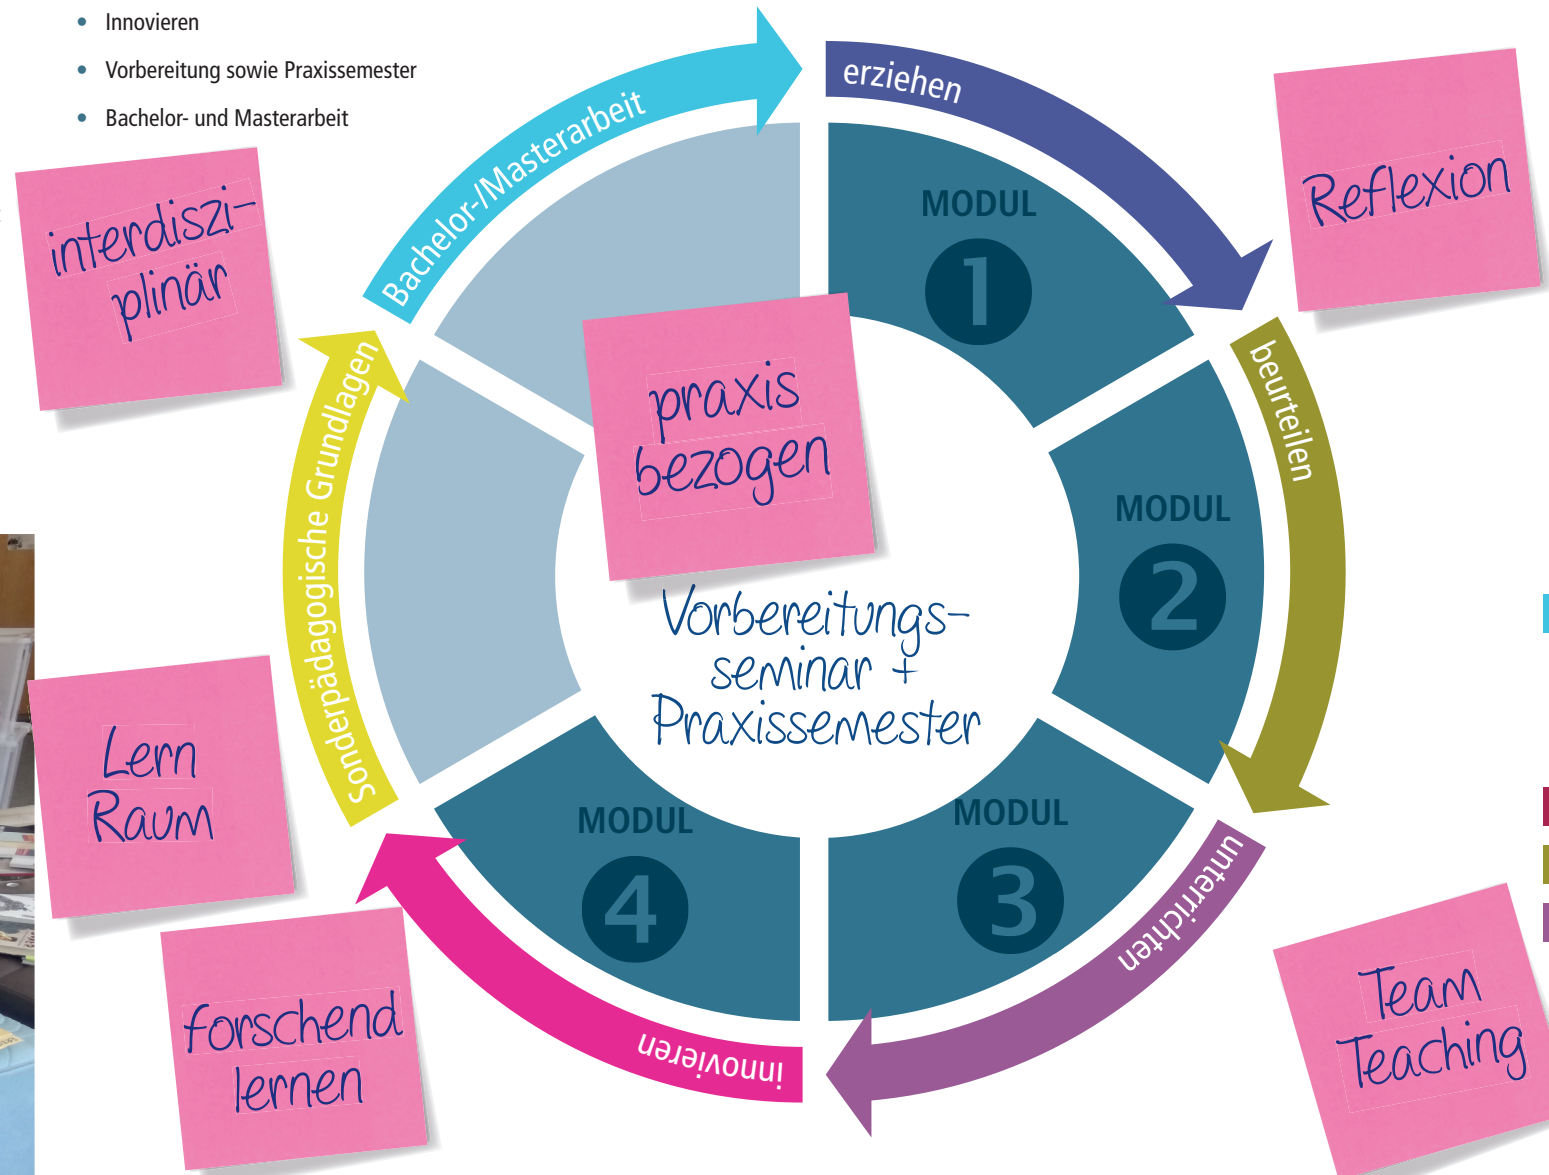 Innovieren
Vorbereitung sowie Praxissemester
Bachelor- und Masterarbeit
interdiszi-
plinär
Bachelor-/Masterarbeit
erziehen
Reflexion
MODUL
1
praxis
bezogen
beurteilen
MODUL
2
Sonderpädagogische Grundlagen
Vorbereitungs-
seminar +
Praxissemester
Lern
Raum
MODUL
4
MODUL
3
unterrichten
innovieren
forschend
lernen
Team
Teaching